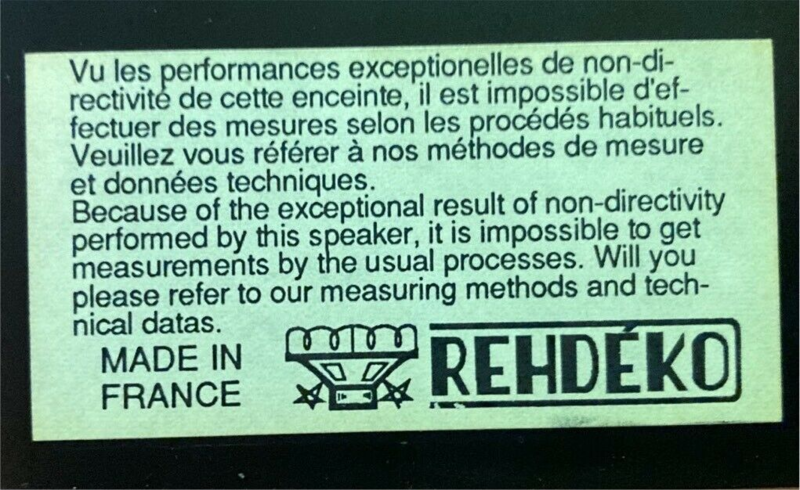 Vu les performances exceptionelles de non-di-
rectivité de cette enceinte, il est impossible d'ef-
fectuer des mesures selon les procédés habituels.
Veuillez vous référer à nos méthodes de mesure
et données techniques.
Because of the exceptional result of non-directivity
performed by this speaker, it is impossible to get
measurements by the usual processes. Will you
please refer to our measuring methods and tech-
nical datas.
MADE IN
FRANCE
REHDÉKO